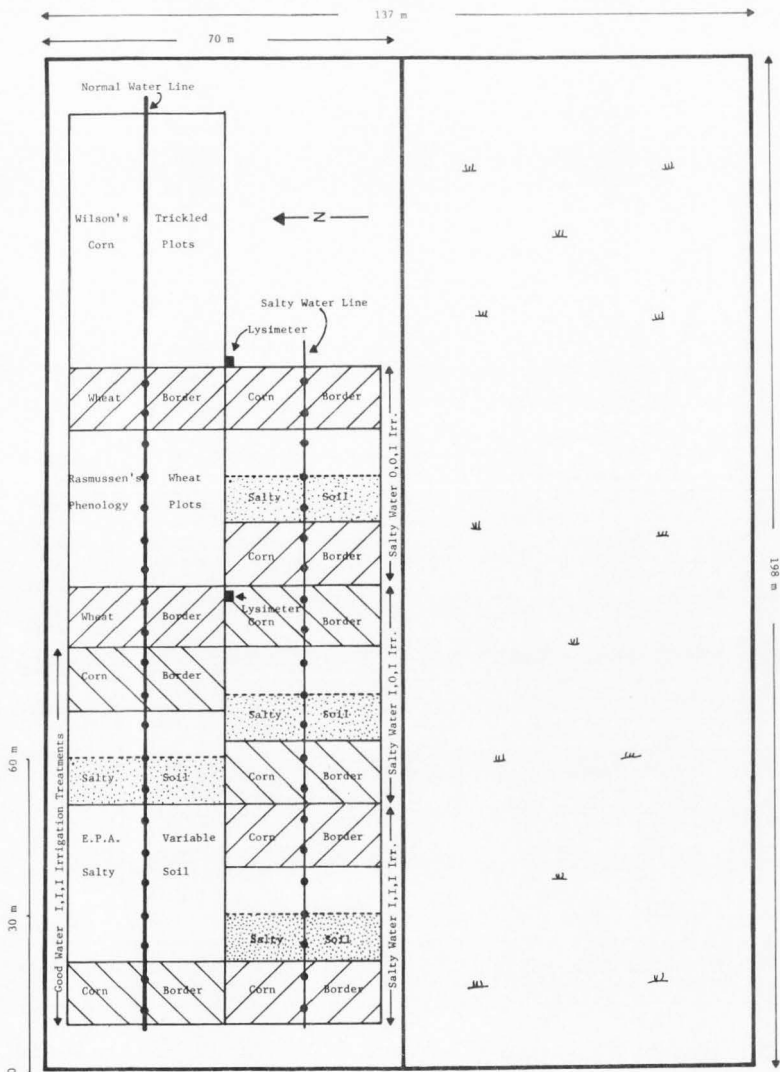 137 m
70 m
Normal Water Line
Wilson's Trickled
Corn Plots
N
Salty Water Line
Lysimeter
Wheat Border Corn Border
Rasmussen's Wheat
Phenology Plots
Salty Soil
Corn Border
Salty Water O,O,I Irr.
Wheat Border
Lysimeter
Corn Border
Corn Border
Salty Soil
Salty Water I,O,I Irr.
Salty Soil
Corn Border
E.P.A. Variable
Salty Soil
Corn Border
Salty Soil
Salty Water I,I,I Irr.
Corn Border Corn Border
Good Water I,I,I Irrigation Treatments
60 m
30 m
0
198 m